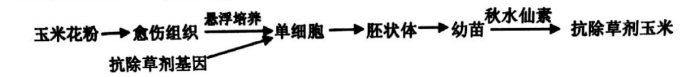 悬浮培养 秋水仙素
玉米花粉→愈伤组织→单细胞→胚状体→幼苗→抗除草剂玉米
抗除草剂基因